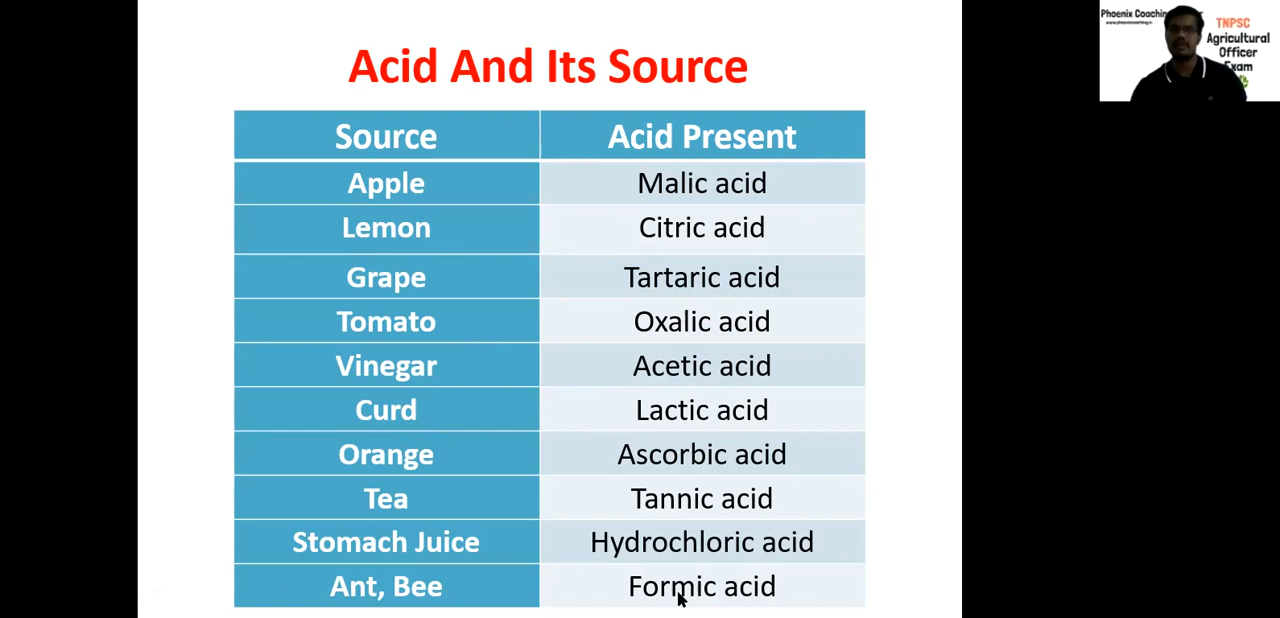 Acid And Its Source
Source Acid Present
Apple Malic acid
Lemon Citric acid
Grape Tartaric acid
Tomato Oxalic acid
Vinegar Acetic acid
Curd Lactic acid
Orange Ascorbic acid
Tea Tannic acid
Stomach Juice Hydrochloric acid
Ant, Bee Formic acid
Phoenix
TNPSC
Agricultural
Officer
Exam